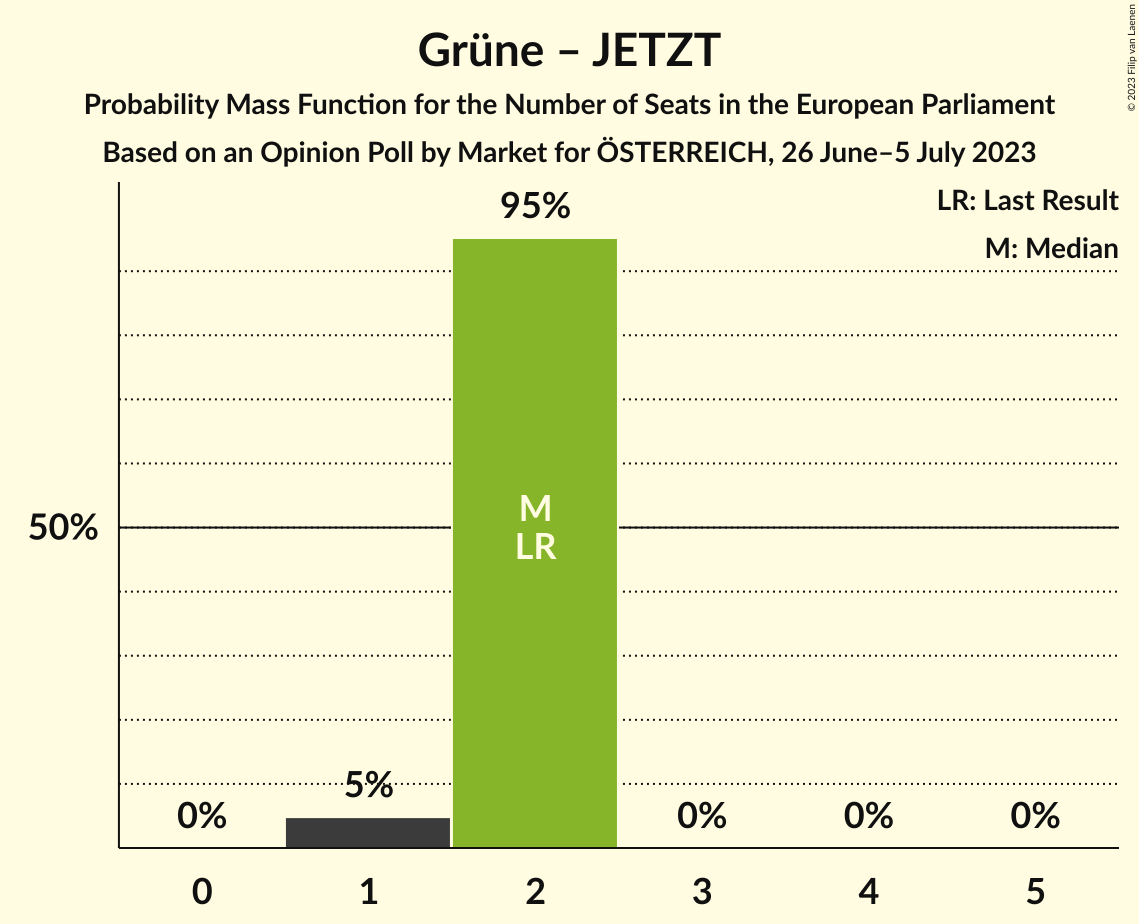 Grüne – JETZT
Probability Mass Function for the Number of Seats in the European Parliament
Based on an Opinion Poll by Market for ÖSTERREICH, 26 June–5 July 2023
© 2023 Filip van Laenen
LR: Last Result
M: Median
95%
50%
M
LR
0%
5%
0%
0%
0%
0
1
2
3
4
5